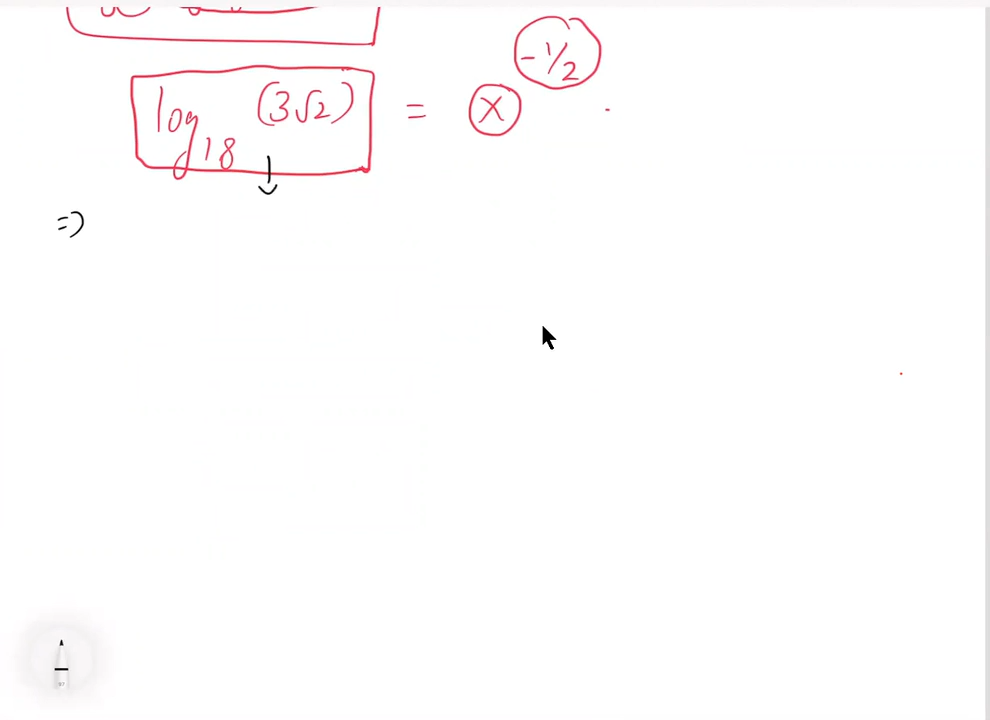 log₁₈ (3√2) = x^(-1/2) .
=>